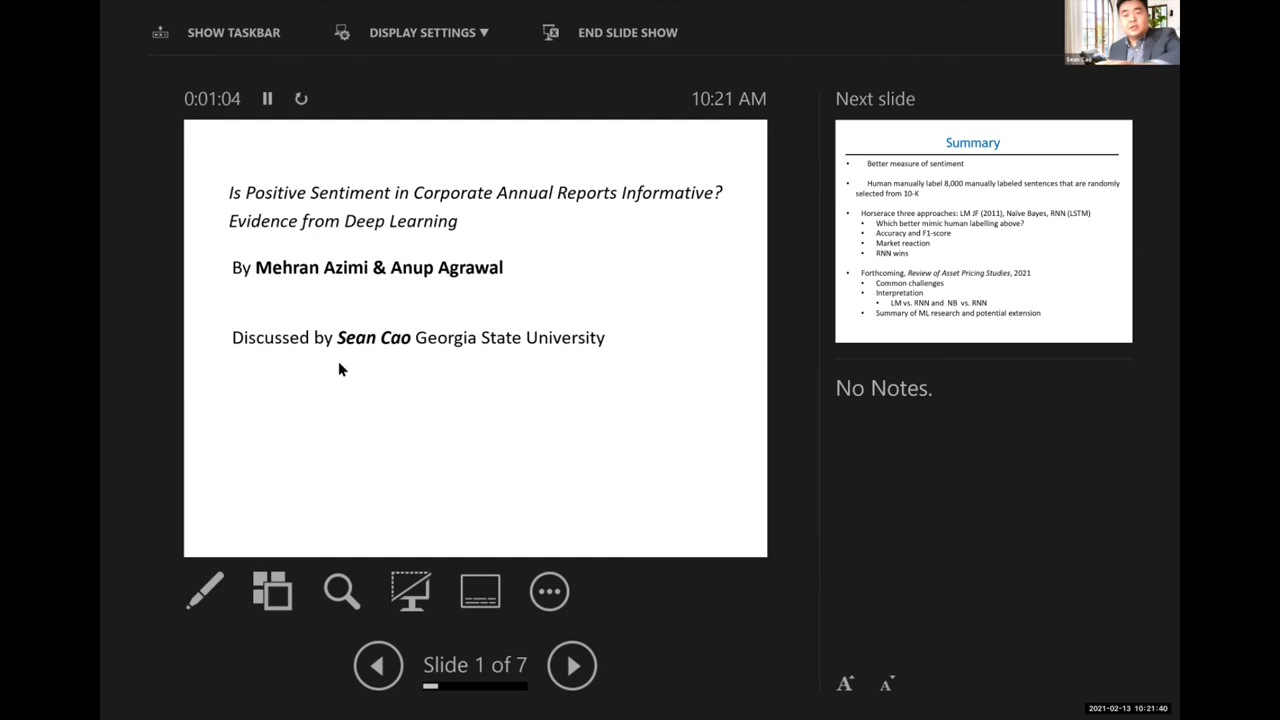 SHOW TASKBAR
DISPLAY SETTINGS ▼
END SLIDE SHOW
Sean Cao
0:01:04
10:21 AM
Is Positive Sentiment in Corporate Annual Reports Informative?
Evidence from Deep Learning
By Mehran Azimi & Anup Agrawal
Discussed by Sean Cao Georgia State University
Slide 1 of 7
Next slide
Summary
• Better measure of sentiment
• Human manually label 8,000 manually labeled sentences that are randomly
selected from 10-K
• Horserace three approaches: LM JF (2011), Naïve Bayes, RNN (LSTM)
• Which better mimic human labelling above?
• Accuracy and F1-score
• Market reaction
• RNN wins
• Forthcoming, Review of Asset Pricing Studies, 2021
• Common challenges
• Interpretation
• LM vs. RNN and NB vs. RNN
• Summary of ML research and potential extension
No Notes.
A A
2021-02-13 10:21:40